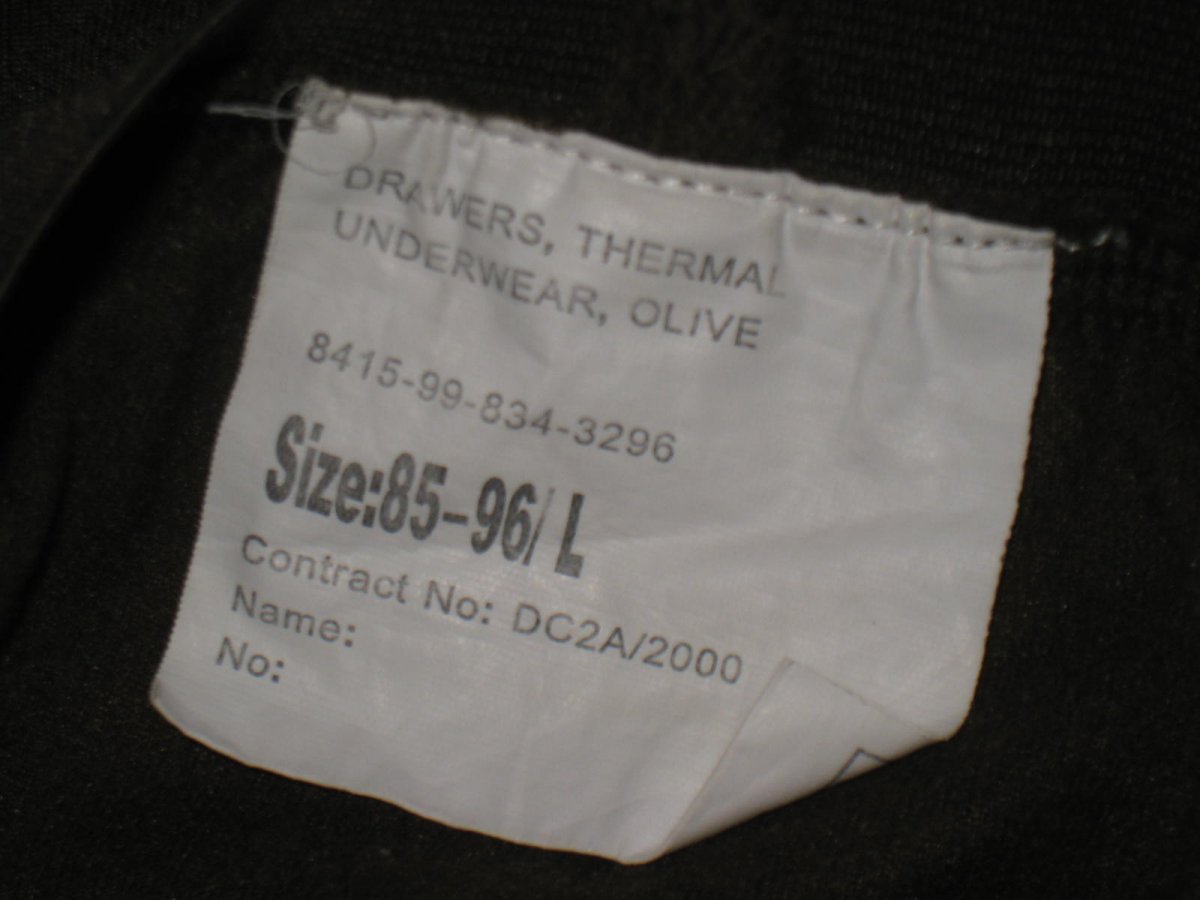 DRAWERS, THERMAL
UNDERWEAR, OLIVE
8415-99-834-3296
Size:85-96/ L
Contract No: DC2A/2000
Name:
No: